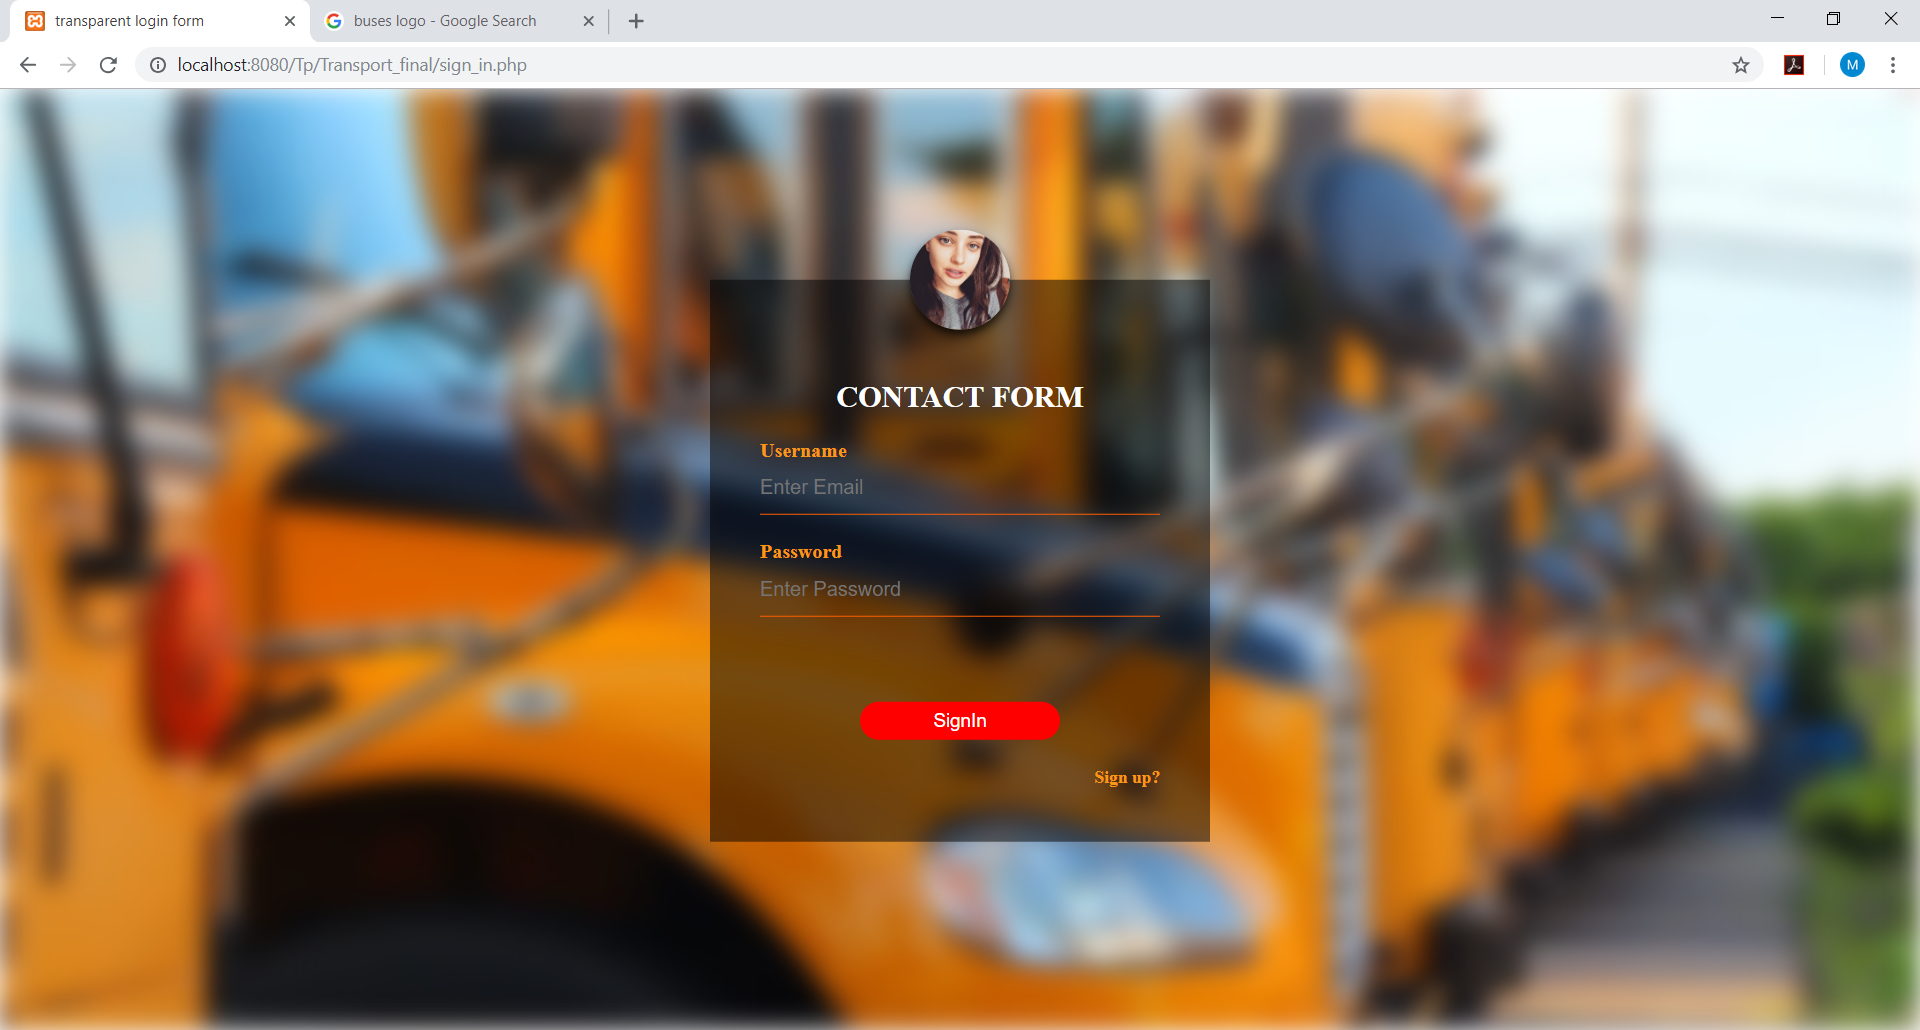 transparent login form
buses logo - Google Search
localhost:8080/Tp/Transport_final/sign_in.php
M
CONTACT FORM
Username
Enter Email
Password
Enter Password
SignIn
Sign up?